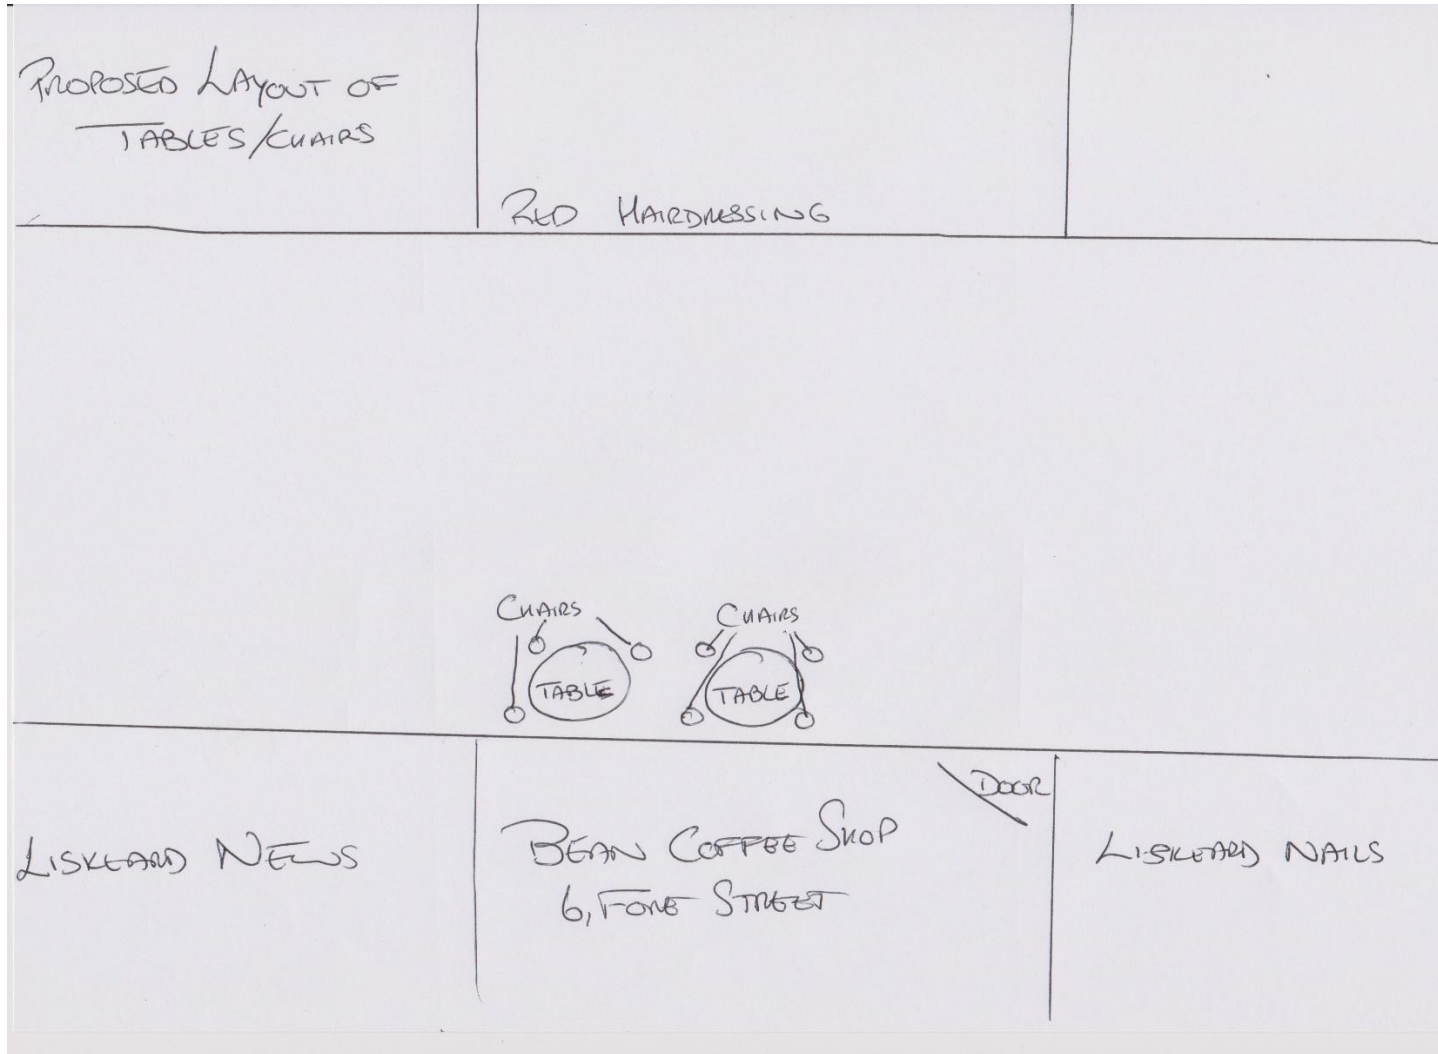 PROPOSED LAYOUT OF
TABLES/CHAIRS
RED HAIRDRESSING
CHAIRS
CHAIRS
TABLE
TABLE
DOOR
LISKEARD NEWS
BEAN COFFEE SHOP
6, FORE STREET
LISKEARD NAILS